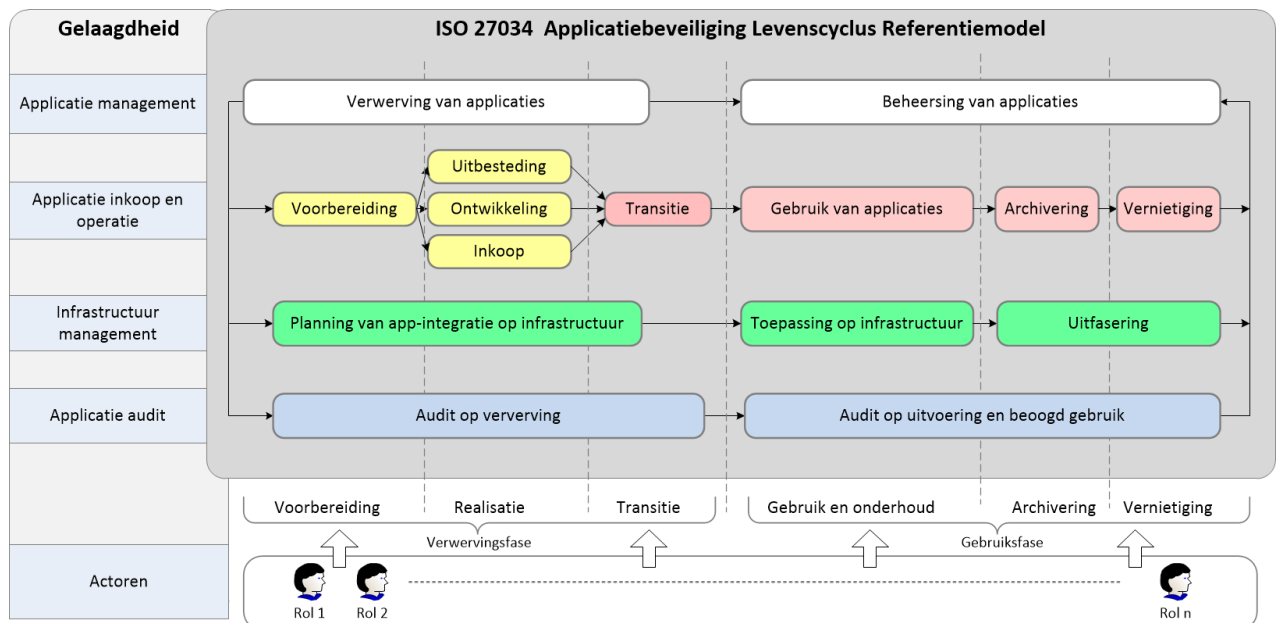 Gelaagdheid
ISO 27034 Applicatiebeveiliging Levenscyclus Referentiemodel
Applicatie management
Verwerving van applicaties
Beheersing van applicaties
Applicatie inkoop en
operatie
Voorbereiding
Uitbesteding
Ontwikkeling
Inkoop
Transitie
Gebruik van applicaties
Archivering
Vernietiging
Infrastructuur
management
Planning van app-integratie op infrastructuur
Toepassing op infrastructuur
Uitfasering
Applicatie audit
Audit op ververving
Audit op uitvoering en beoogd gebruik
Voorbereiding
Realisatie
Transitie
Gebruik en onderhoud
Archivering
Vernietiging
Verwervingsfase
Gebruiksfase
Actoren
Rol 1
Rol 2
Rol n